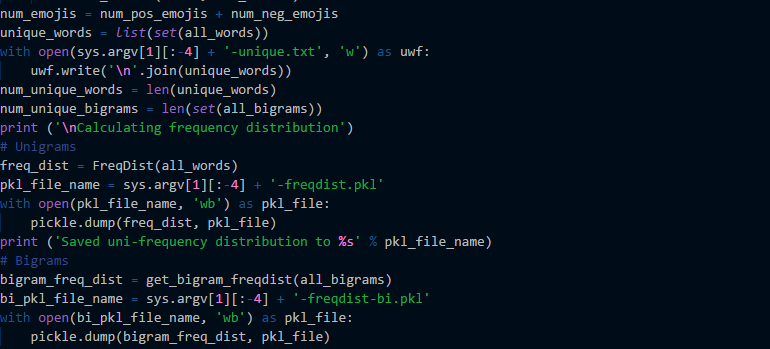 num_emojis = num_pos_emojis + num_neg_emojis
unique_words = list(set(all_words))
with open(sys.argv[1][:-4] + '-unique.txt', 'w') as uwf:
    uwf.write('\n'.join(unique_words))
num_unique_words = len(unique_words)
num_unique_bigrams = len(set(all_bigrams))
print ('\nCalculating frequency distribution')
# Unigrams
freq_dist = FreqDist(all_words)
pkl_file_name = sys.argv[1][:-4] + '-freqdist.pkl'
with open(pkl_file_name, 'wb') as pkl_file:
    pickle.dump(freq_dist, pkl_file)
print ('Saved uni-frequency distribution to %s' % pkl_file_name)
# Bigrams
bigram_freq_dist = get_bigram_freqdist(all_bigrams)
bi_pkl_file_name = sys.argv[1][:-4] + '-freqdist-bi.pkl'
with open(bi_pkl_file_name, 'wb') as pkl_file:
    pickle.dump(bigram_freq_dist, pkl_file)